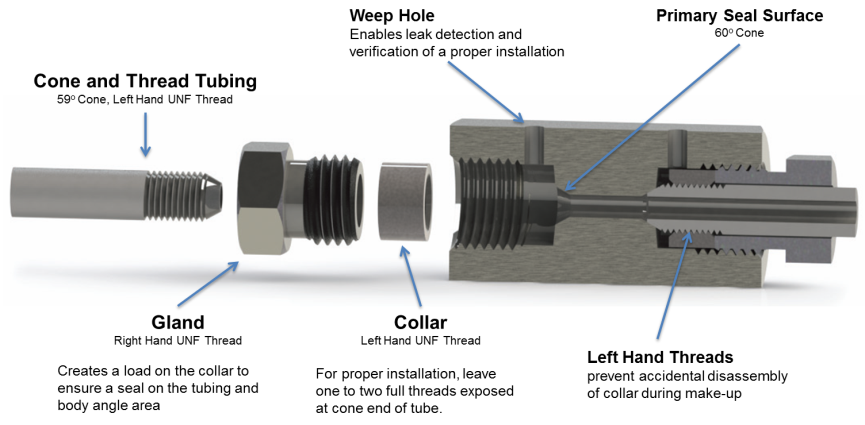 Weep Hole
Enables leak detection and
verification of a proper installation
Primary Seal Surface
60º Cone
Cone and Thread Tubing
59º Cone, Left Hand UNF Thread
Gland
Right Hand UNF Thread
Creates a load on the collar to
ensure a seal on the tubing and
body angle area
Collar
Left Hand UNF Thread
For proper installation, leave
one to two full threads exposed
at cone end of tube.
Left Hand Threads
prevent accidental disassembly
of collar during make-up